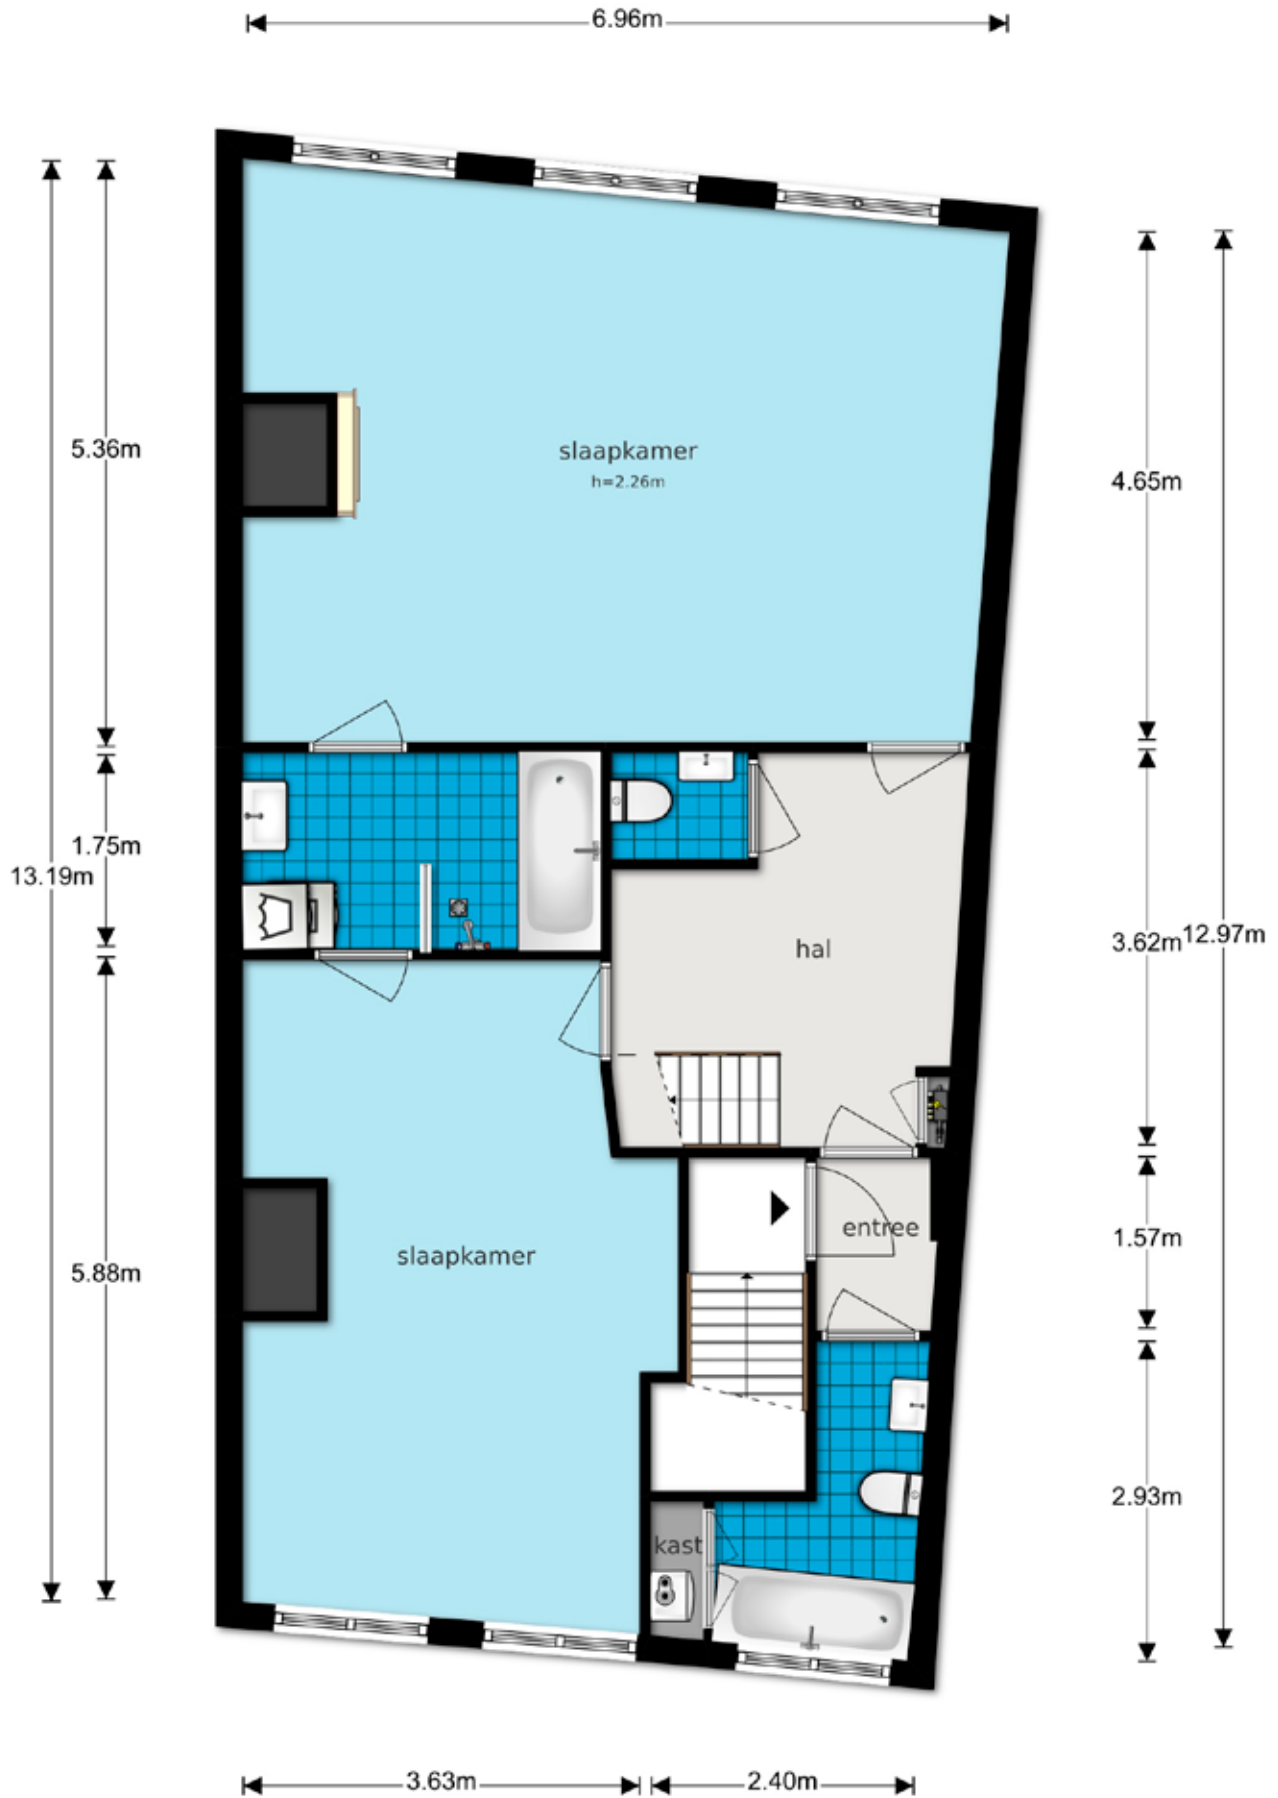 6.96m
5.36m
slaapkamer
h=2.26m
4.65m
1.75m
13.19m
hal
3.62m
12.97m
entree
1.57m
slaapkamer
5.88m
2.93m
kast
3.63m
2.40m